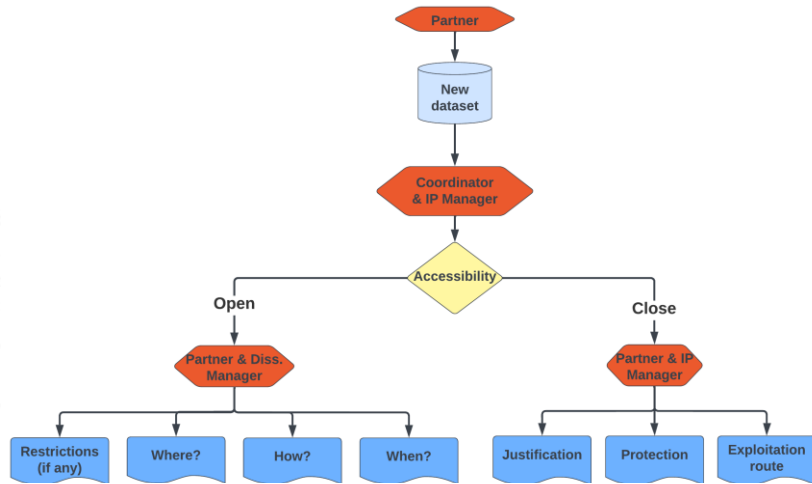 Partner
New
dataset
Coordinator
& IP Manager
Accessibility
Open
Close
Partner & Diss.
Manager
Partner & IP
Manager
Restrictions
(if any)
Where?
How?
When?
Justification
Protection
Exploitation
route